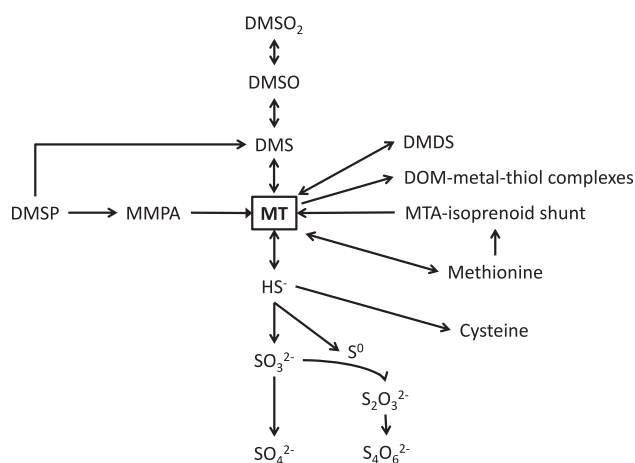 DMSO₂
DMSO
DMS
DMDS
DOM-metal-thiol complexes
DMSP
MMPA
MT
MTA-isoprenoid shunt
Methionine
HS⁻
Cysteine
S⁰
SO₃²⁻
S₂O₃²⁻
SO₄²⁻
S₄O₆²⁻